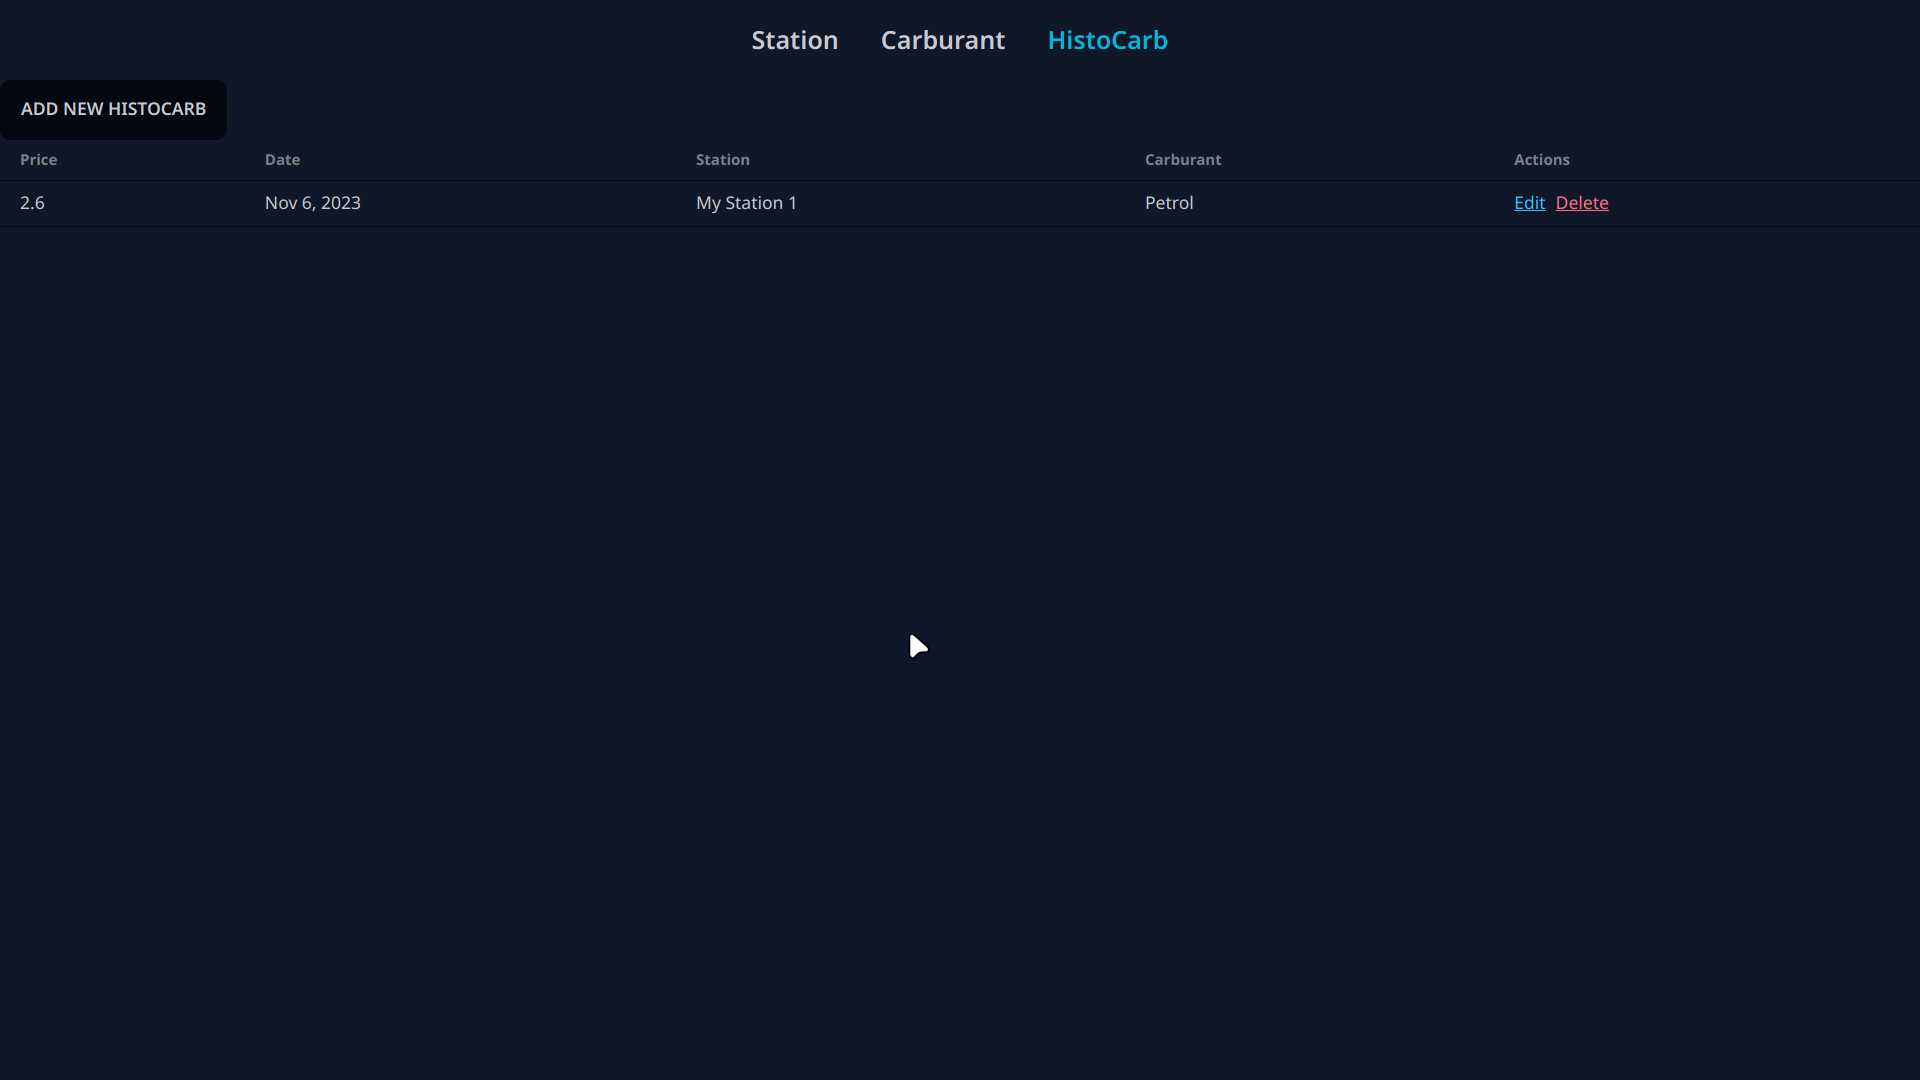 Station Carburant HistoCarb
ADD NEW HISTOCARB
Price Date Station Carburant Actions
2.6 Nov 6, 2023 My Station 1 Petrol Edit Delete